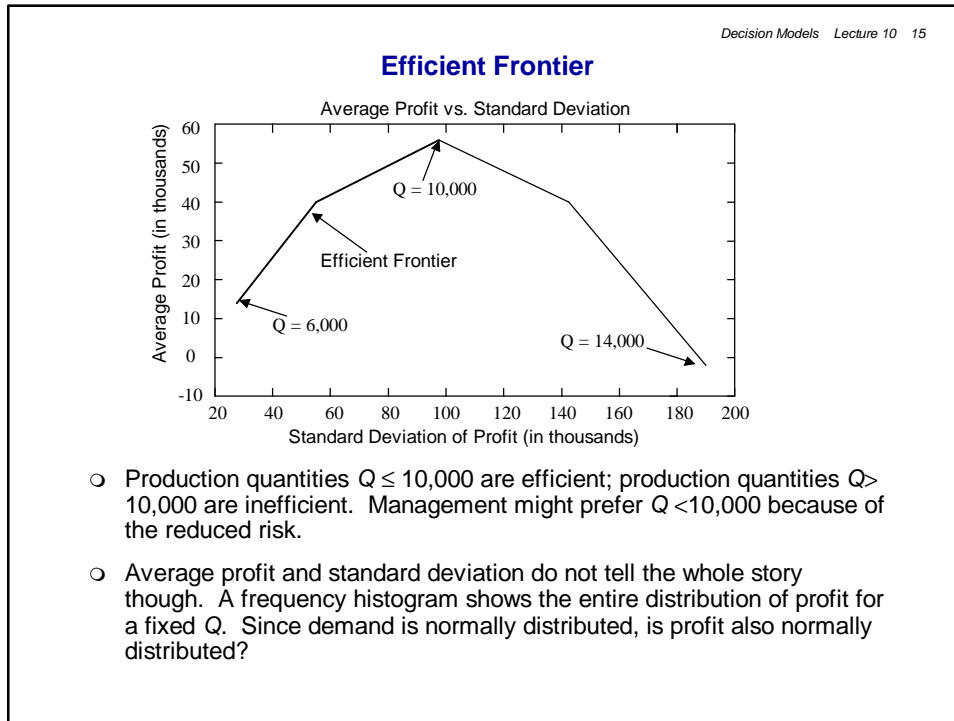 Decision Models Lecture 10 15
Efficient Frontier
Average Profit vs. Standard Deviation
Average Profit (in thousands)
60
50
40
30
20
10
0
-10
Q = 10,000
Efficient Frontier
Q = 6,000
Q = 14,000
20 40 60 80 100 120 140 160 180 200
Standard Deviation of Profit (in thousands)
❍ Production quantities Q ≤ 10,000 are efficient; production quantities Q>
10,000 are inefficient. Management might prefer Q <10,000 because of
the reduced risk.
❍ Average profit and standard deviation do not tell the whole story
though. A frequency histogram shows the entire distribution of profit for
a fixed Q. Since demand is normally distributed, is profit also normally
distributed?